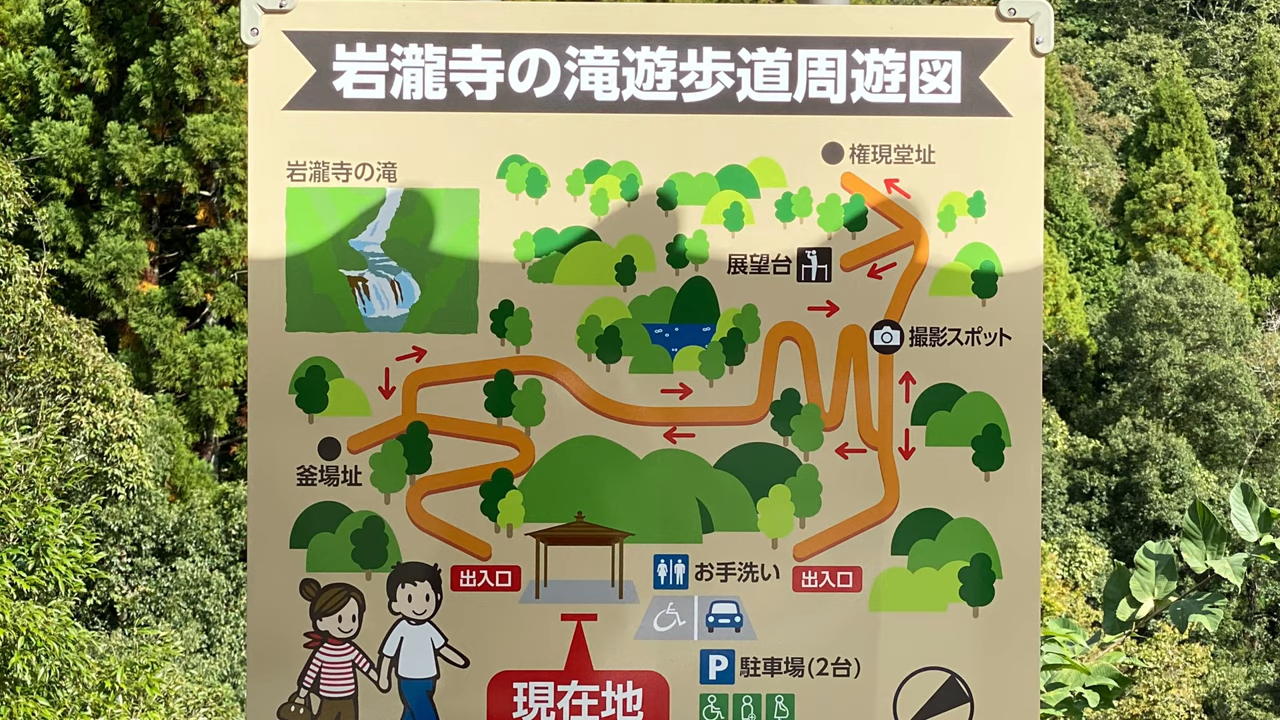 岩瀧寺の滝遊歩道周遊図
岩瀧寺の滝
権現堂址
展望台
撮影スポット
釜場址
出入口
お手洗い
出入口
P 駐車場(2台)
現在地